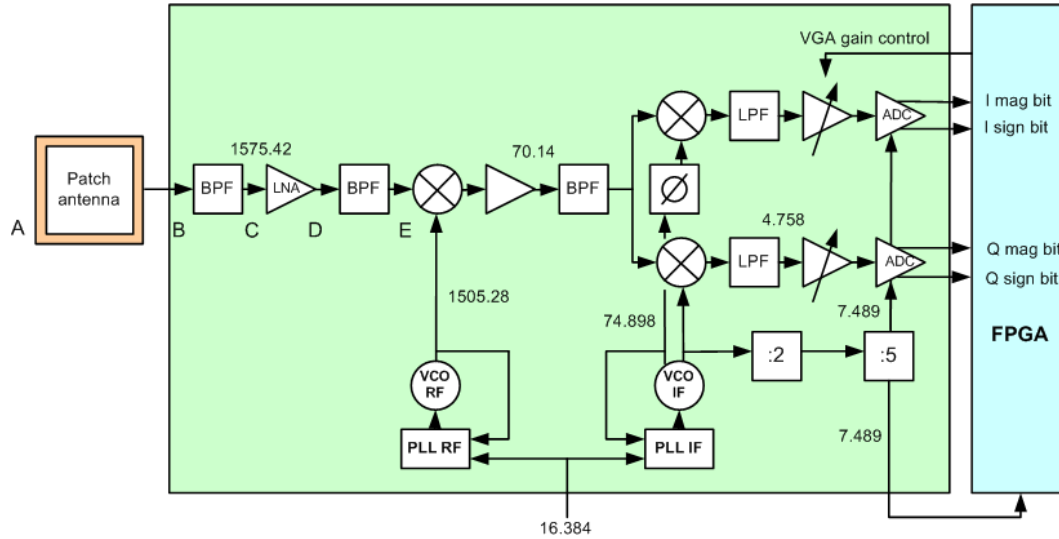 VGA gain control
I mag bit
I sign bit
LPF
ADC
1575.42
70.14
Patch
antenna
BPF
LNA
BPF
BPF
Ø
A
B
C
D
E
4.758
LPF
ADC
Q mag bit
Q sign bit
1505.28
74.898
7.489
FPGA
:2
:5
VCO
RF
VCO
IF
PLL RF
PLL IF
7.489
16.384